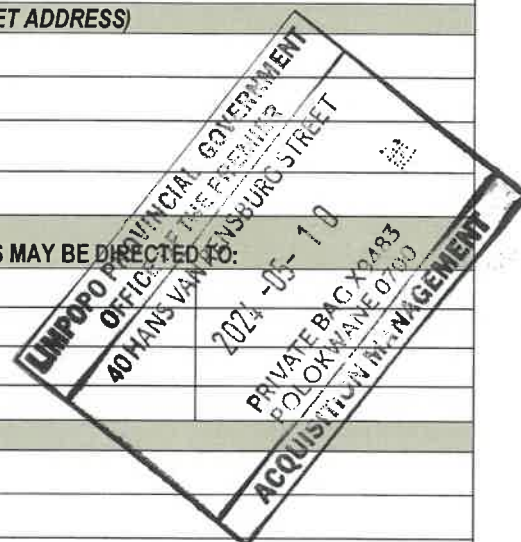 ET ADDRESS)
S MAY BE DIRECTED TO:
LIMPOPO PROVINCIAL GOVERNMENT
OFFICE OF THE PREMIER
40 HANS VAN RENSBURG STREET
2024 -05- 10
PRIVATE BAG X9483
POLOKWANE 0700
ACQUISITION MANAGEMENT